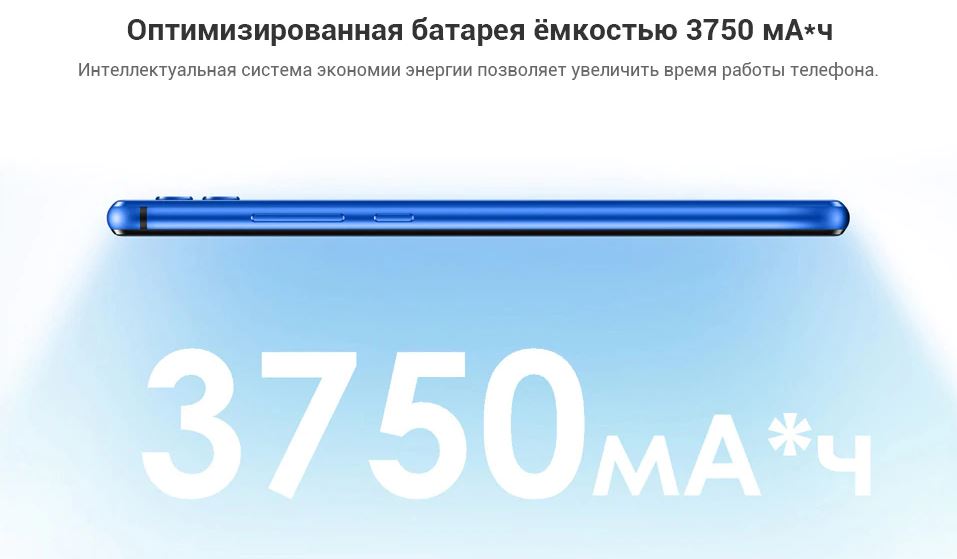 Оптимизированная батарея ёмкостью 3750 мА*ч
Интеллектуальная система экономии энергии позволяет увеличить время работы телефона.
3750мА*ч